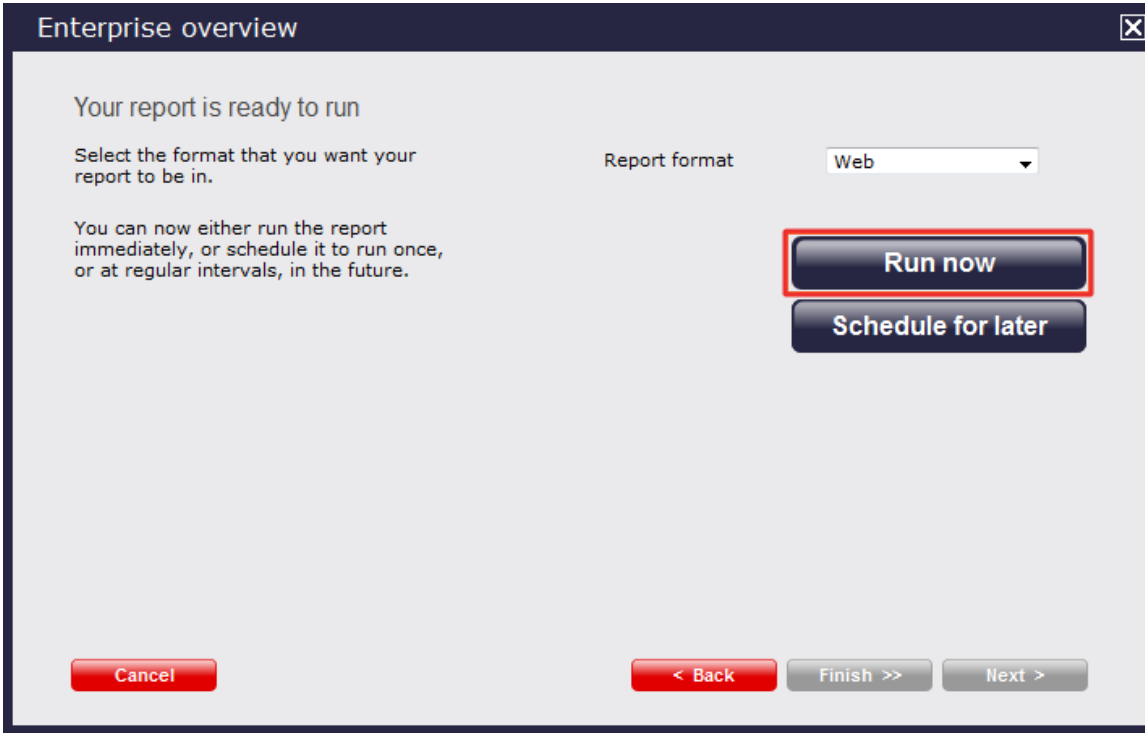 Enterprise overview
Your report is ready to run
Select the format that you want your
report to be in.
Report format
Web
You can now either run the report
immediately, or schedule it to run once,
or at regular intervals, in the future.
Run now
Schedule for later
Cancel
< Back
Finish >>
Next >